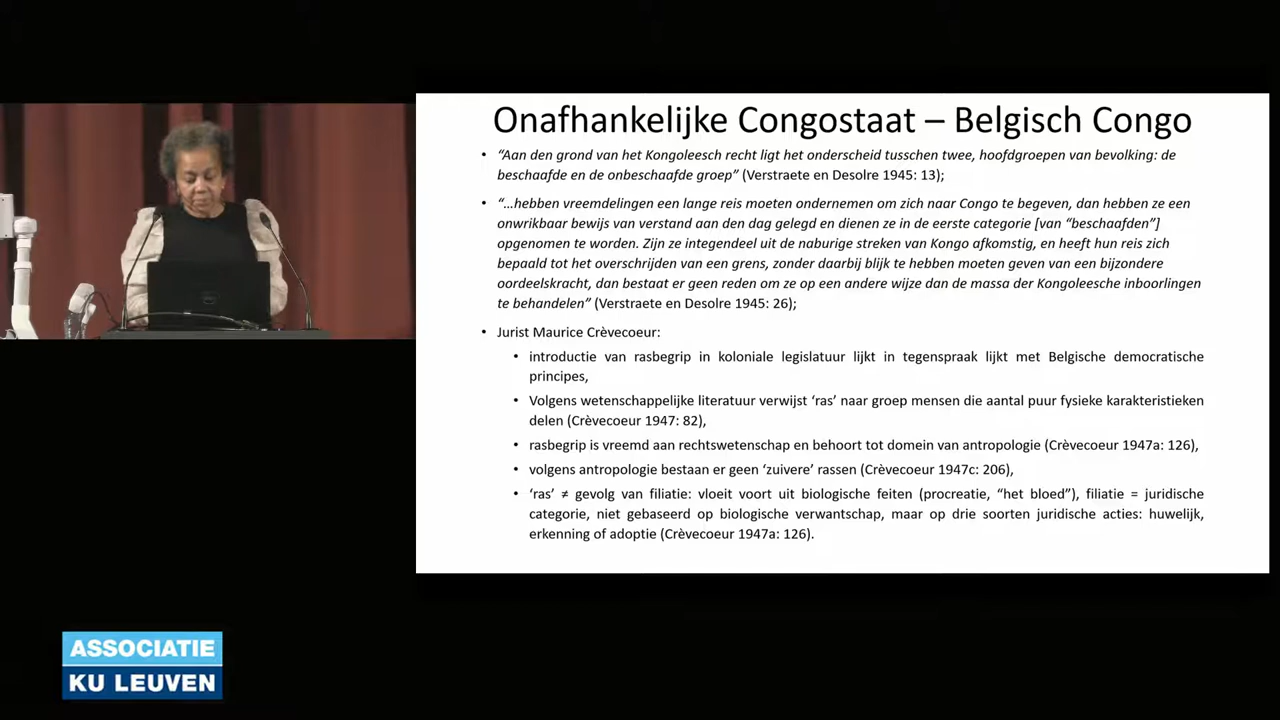 Onafhankelijke Congostaat – Belgisch Congo
• “Aan den grond van het Kongoleesch recht ligt het onderscheid tusschen twee, hoofdgroepen van bevolking: de
beschaafde en de onbeschaafde groep” (Verstraete en Desolre 1945: 13);
• “…hebben vreemdelingen een lange reis moeten ondernemen om zich naar Congo te begeven, dan hebben ze een
onwrikbaar bewijs van verstand aan den dag gelegd en dienen ze in de eerste categorie [van “beschaafden”]
opgenomen te worden. Zijn ze integendeel uit de naburige streken van Kongo afkomstig, en heeft hun reis zich
bepaald tot het overschrijden van een grens, zonder daarbij blijk te hebben moeten geven van een bijzondere
oordeelskracht, dan bestaat er geen reden om ze op een andere wijze dan de massa der Kongoleesche inboorlingen
te behandelen” (Verstraete en Desolre 1945: 26);
• Jurist Maurice Crèvecoeur:
• introductie van rasbegrip in koloniale legislatuur lijkt in tegenspraak lijkt met Belgische democratische
principes,
• Volgens wetenschappelijke literatuur verwijst ‘ras’ naar groep mensen die aantal puur fysieke karakteristieken
delen (Crèvecoeur 1947: 82),
• rasbegrip is vreemd aan rechtswetenschap en behoort tot domein van antropologie (Crèvecoeur 1947a: 126),
• volgens antropologie bestaan er geen ‘zuivere’ rassen (Crèvecoeur 1947c: 206),
• ‘ras’ ≠ gevolg van filiatie: vloeit voort uit biologische feiten (procreatie, “het bloed”), filiatie = juridische
categorie, niet gebaseerd op biologische verwantschap, maar op drie soorten juridische acties: huwelijk,
erkenning of adoptie (Crèvecoeur 1947a: 126).
ASSOCIATIE
KU LEUVEN